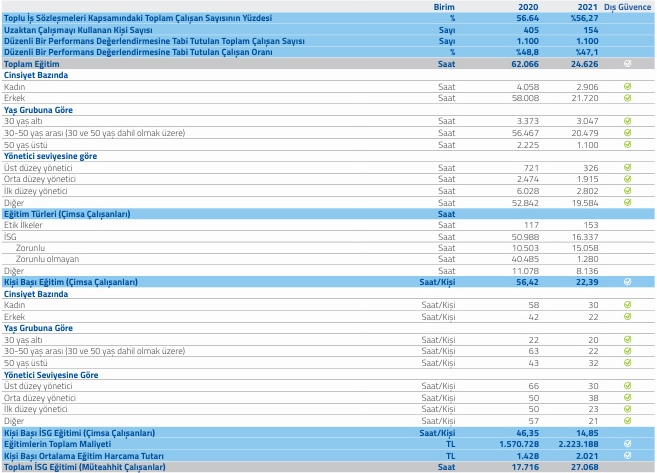 Birim 2020 2021 Dış Güvence
Toplu İş Sözleşmeleri Kapsamındaki Toplam Çalışan Sayısının Yüzdesi % 56.64 %56,27
Uzaktan Çalışmayı Kullanan Kişi Sayısı Sayı 405 154
Düzenli Bir Performans Değerlendirmesine Tabi Tutulan Toplam Çalışan Sayısı Sayı 1.100 1.100
Düzenli Bir Performans Değerlendirmesine Tabi Tutulan Çalışan Oranı % %48,8 %47,1
Toplam Eğitim Saat 62.066 24.626
Cinsiyet Bazında
Kadın Saat 4.058 2.906
Erkek Saat 58.008 21.720
Yaş Grubuna Göre
30 yaş altı Saat 3.373 3.047
30-50 yaş arası (30 ve 50 yaş dahil olmak üzere) Saat 56.467 20.479
50 yaş üstü Saat 2.225 1.100
Yönetici seviyesine göre
Üst düzey yönetici Saat 721 326
Orta düzey yönetici Saat 2.474 1.915
İlk düzey yönetici Saat 6.028 2.802
Diğer Saat 52.842 19.584
Eğitim Türleri (Çimsa Çalışanları) Saat
Etik İlkeler Saat 117 153
İSG Saat 50.988 16.337
Zorunlu Saat 10.503 15.058
Zorunlu olmayan Saat 40.485 1.280
Diğer Saat 11.078 8.136
Kişi Başı Eğitim (Çimsa Çalışanları) Saat/Kişi 56,42 22,39
Cinsiyet Bazında
Kadın Saat/Kişi 58 30
Erkek Saat/Kişi 42 22
Yaş Grubuna Göre
30 yaş altı Saat/Kişi 22 20
30-50 yaş arası (30 ve 50 yaş dahil olmak üzere) Saat/Kişi 63 22
50 yaş üstü Saat/Kişi 43 32
Yönetici Seviyesine Göre
Üst düzey yönetici Saat/Kişi 66 30
Orta düzey yönetici Saat/Kişi 50 38
İlk düzey yönetici Saat/Kişi 50 23
Diğer Saat/Kişi 57 21
Kişi Başı İSG Eğitimi (Çimsa Çalışanları) Saat/Kişi 46,35 14,85
Eğitimlerin Toplam Maliyeti TL 1.570.728 2.223.188
Kişi Başı Ortalama Eğitim Harcama Tutarı TL 1.428 2.021
Toplam İSG Eğitimi (Müteahhit Çalışanlar) Saat 17.716 27.068